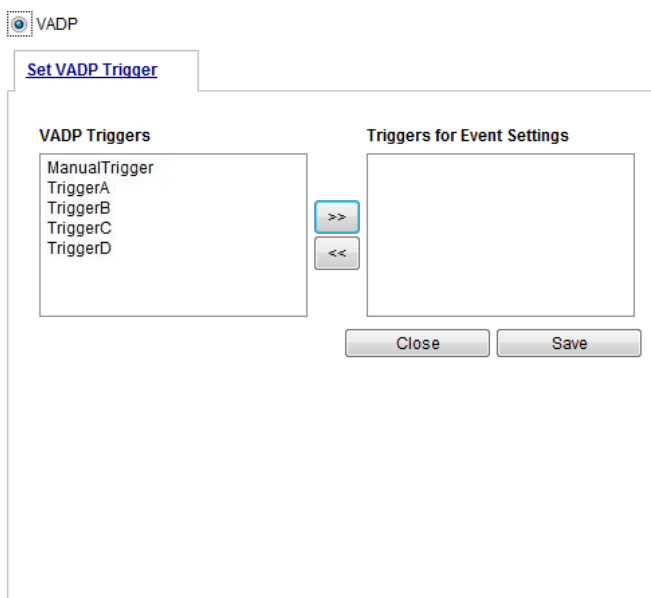 VADP
Set VADP Trigger
VADP Triggers
Triggers for Event Settings
ManualTrigger
TriggerA
TriggerB
TriggerC
TriggerD
>>
<<
Close
Save